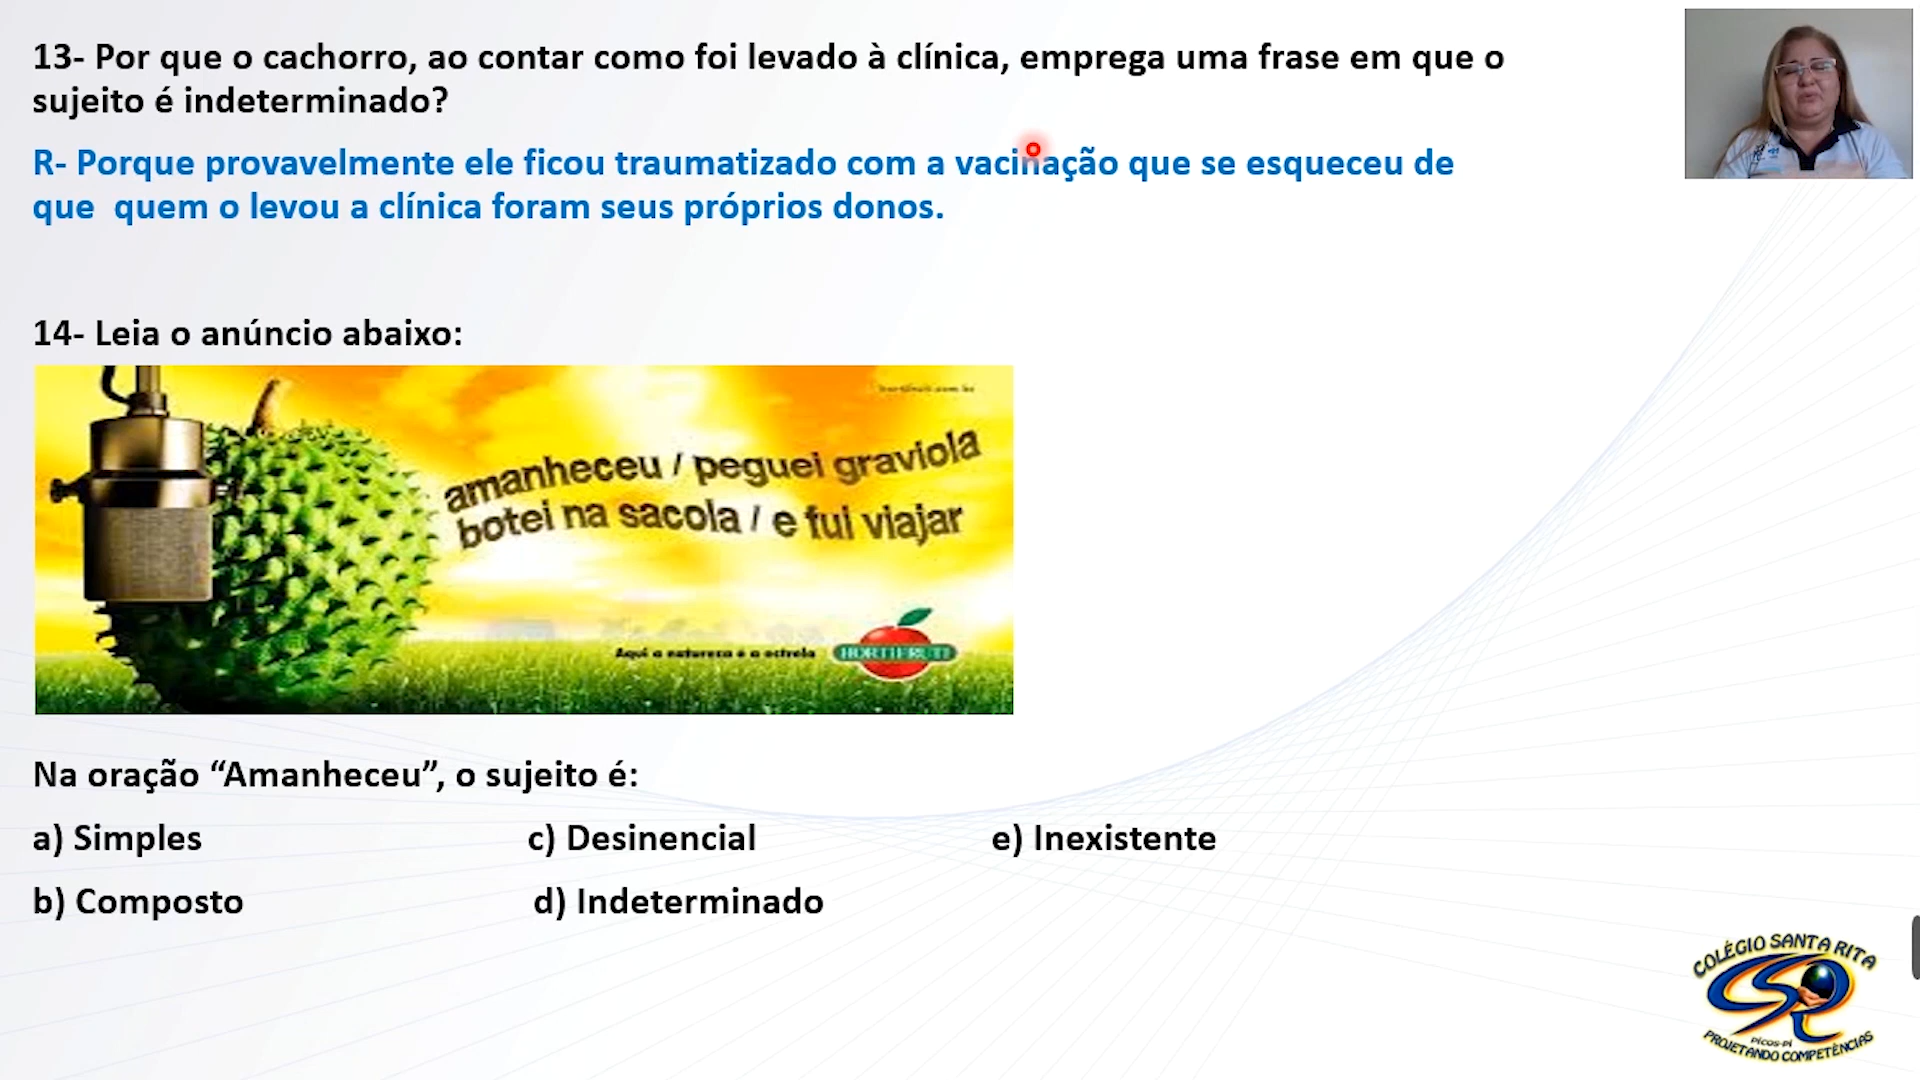 13- Por que o cachorro, ao contar como foi levado à clínica, emprega uma frase em que o
sujeito é indeterminado?
R- Porque provavelmente ele ficou traumatizado com a vacinação que se esqueceu de
que quem o levou a clínica foram seus próprios donos.
14- Leia o anúncio abaixo:
amanheceu / peguei graviola
botei na sacola / e fui viajar
Aqui a natureza é a estrela
HORTIFRUTI
Na oração “Amanheceu”, o sujeito é:
a) Simples
c) Desinencial
e) Inexistente
b) Composto
d) Indeterminado
COLÉGIO SANTA RITA
PICOS-PI
PROJETANDO COMPETÊNCIAS